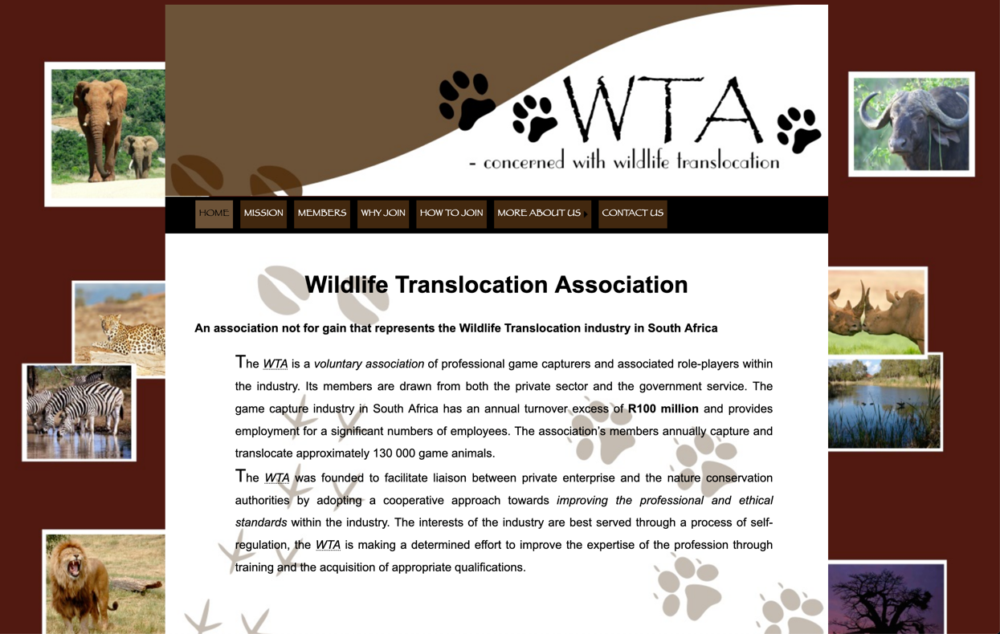 WTA
- concerned with wildlife translocation
HOME MISSION MEMBERS WHY JOIN HOW TO JOIN MORE ABOUT US CONTACT US
Wildlife Translocation Association
An association not for gain that represents the Wildlife Translocation industry in South Africa
The WTA is a voluntary association of professional game capturers and associated role-players within
the industry. Its members are drawn from both the private sector and the government service. The
game capture industry in South Africa has an annual turnover excess of R100 million and provides
employment for a significant numbers of employees. The association's members annually capture and
translocate approximately 130 000 game animals.
The WTA was founded to facilitate liaison between private enterprise and the nature conservation
authorities by adopting a cooperative approach towards improving the professional and ethical
standards within the industry. The interests of the industry are best served through a process of self-
regulation, the WTA is making a determined effort to improve the expertise of the profession through
training and the acquisition of appropriate qualifications.